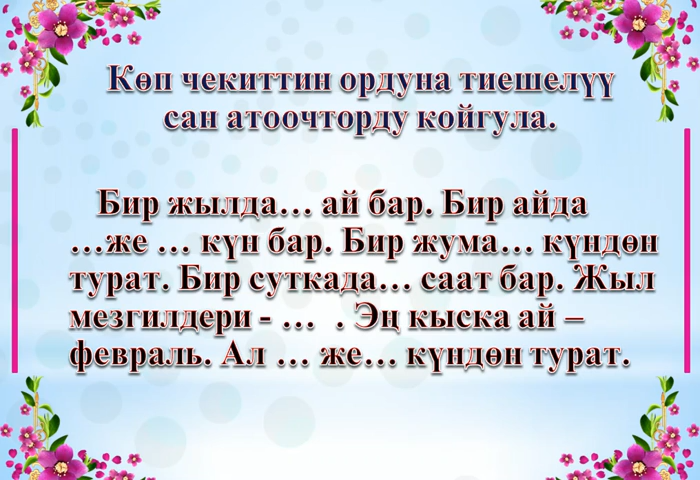 Көп чекиттин ордуна тиешелүү
сан атоочторду койгула.
Бир жылда… ай бар. Бир айда
…же … күн бар. Бир жума… күндөн
турат. Бир суткада… саат бар. Жыл
мезгилдери - … . Эң кыска ай –
февраль. Ал … же… күндөн турат.